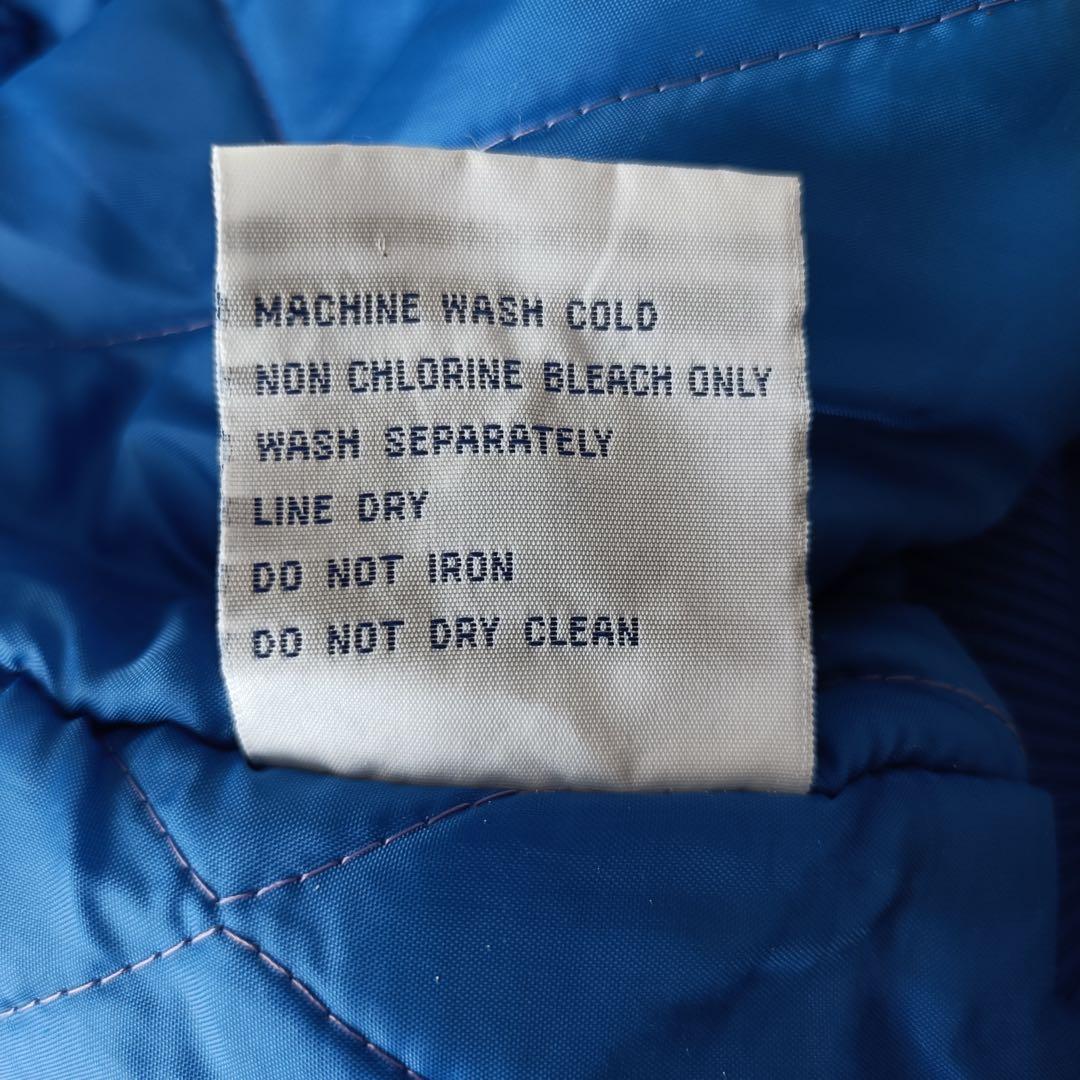 MACHINE WASH COLD
NON CHLORINE BLEACH ONLY
WASH SEPARATELY
LINE DRY
DO NOT IRON
DO NOT DRY CLEAN